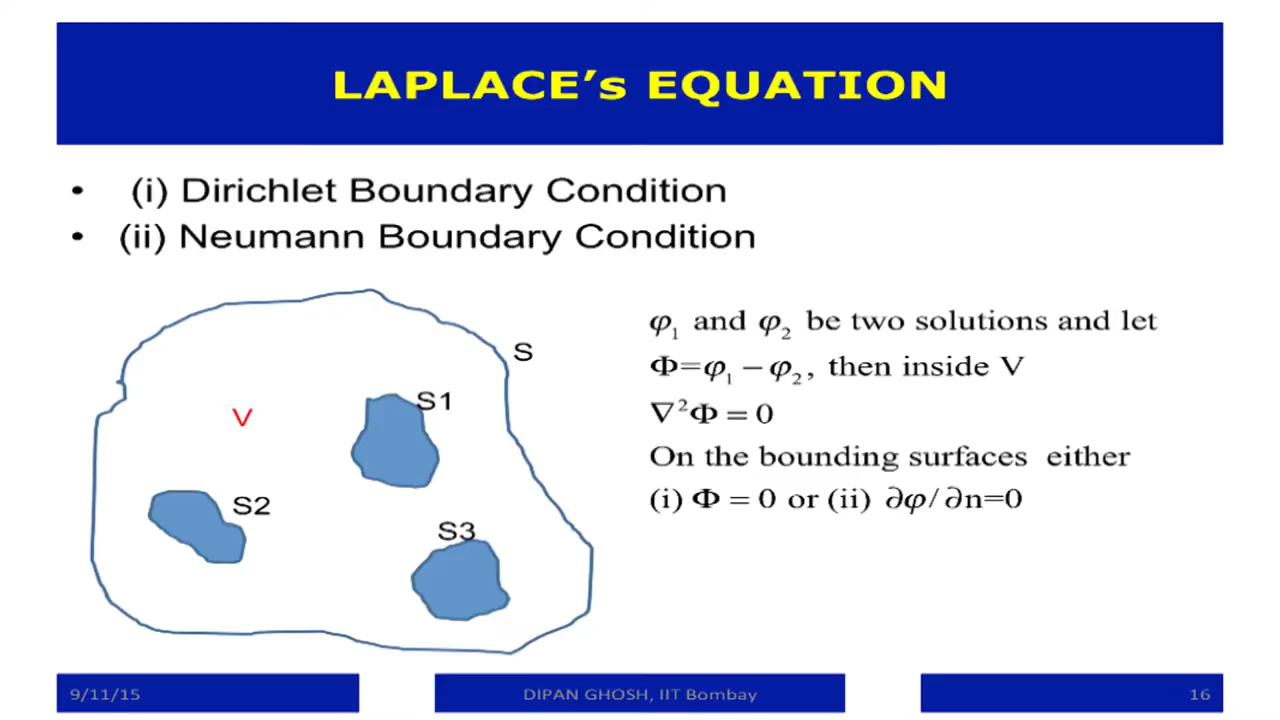 LAPLACE’s EQUATION
• (i) Dirichlet Boundary Condition
• (ii) Neumann Boundary Condition
φ₁ and φ₂ be two solutions and let
Φ=φ₁ − φ₂, then inside V
∇²Φ = 0
On the bounding surfaces either
(i) Φ = 0 or (ii) ∂φ/∂n=0
S
S1
V
S2
S3
9/11/15
DIPAN GHOSH, IIT Bombay
16